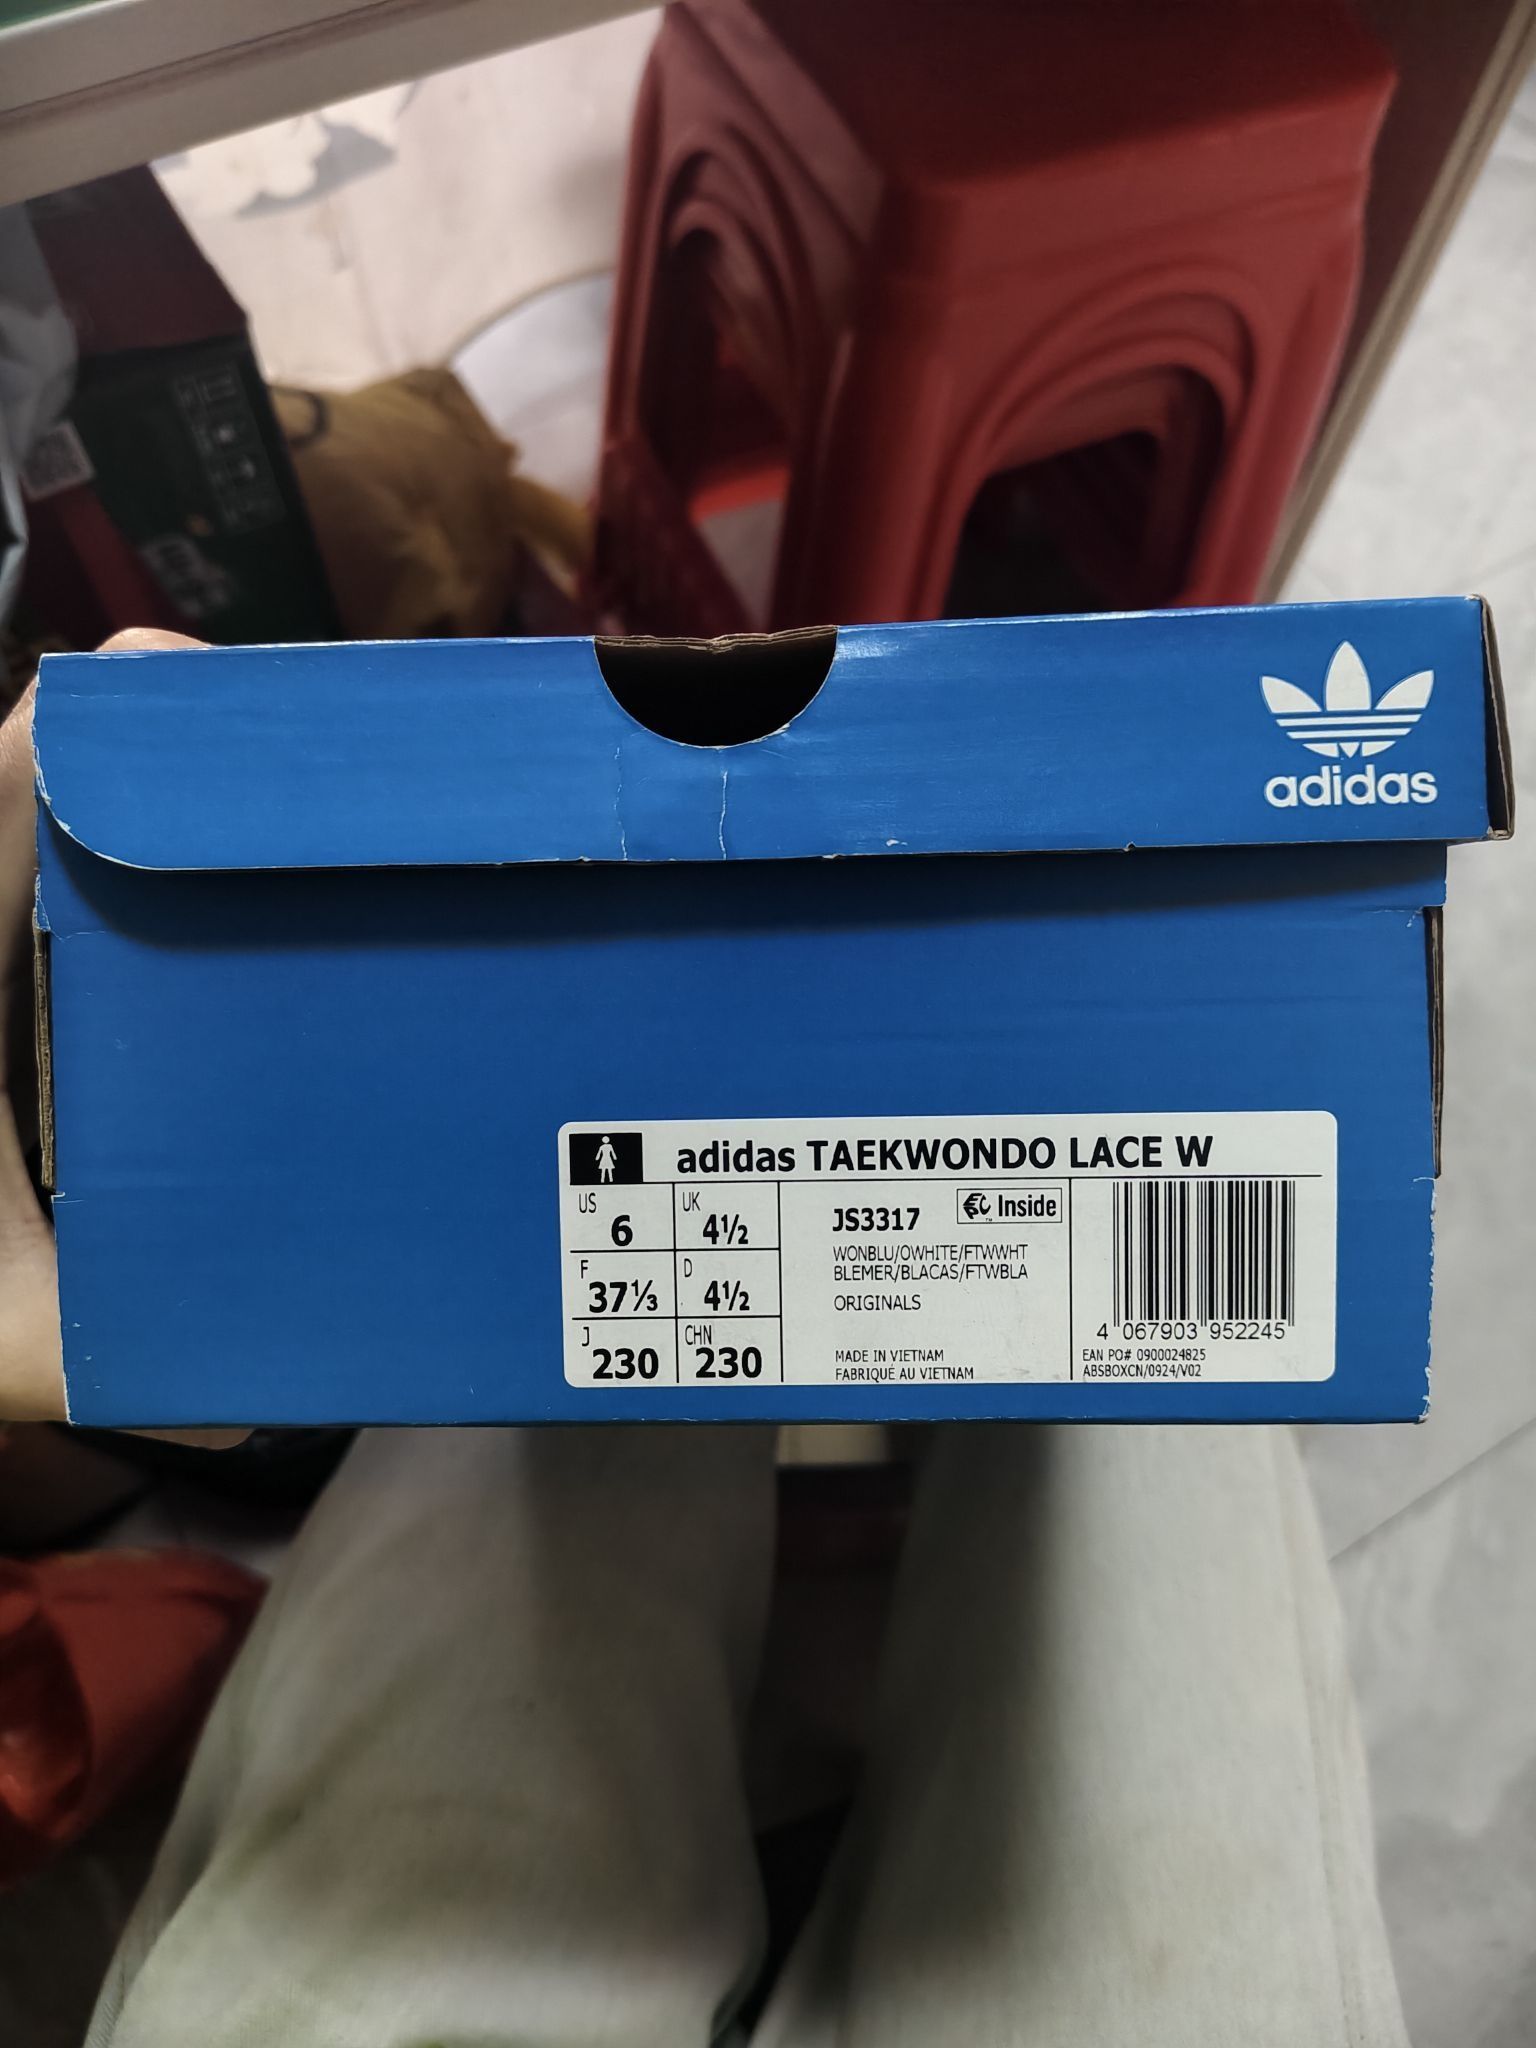 adidas
adidas TAEKWONDO LACE W
US 6
UK 4½
F 37⅓
D 4½
J 230
CHN 230
JS3317
Inside
WONBLU/OWHITE/FTWWHT
BLEMER/BLACAS/FTWBLA
ORIGINALS
MADE IN VIETNAM
FABRIQUÉ AU VIETNAM
4 067903 952245
EAN PO# 0900024825
ABSBOXCN/0924/V02